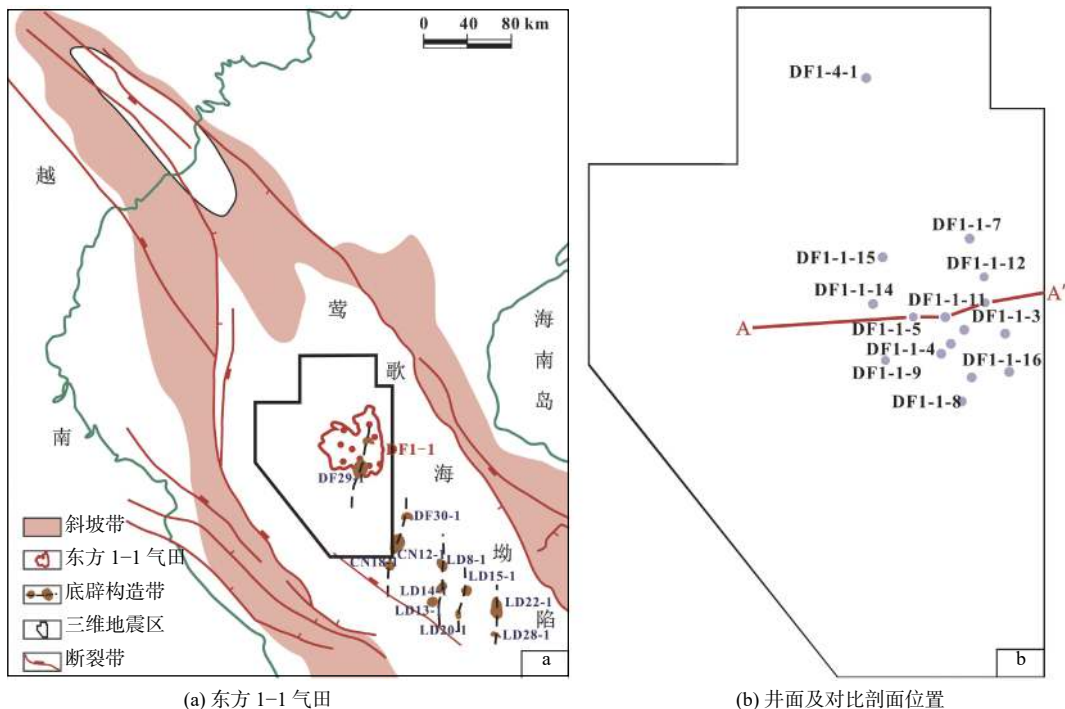 0 40 80 km
越
南
莺
歌
海
坳
陷
海
南
岛
DF1-1
DF29-1
DF30-1
CN12-1
CN18-1
LD8-1
LD15-1
LD14-1
LD13-1
LD22-1
LD20-1
LD28-1
斜坡带
东方 1-1 气田
底辟构造带
三维地震区
断裂带
a
(a) 东方 1-1 气田
DF1-4-1
DF1-1-7
DF1-1-15
DF1-1-12
DF1-1-14
DF1-1-11
A
A'
DF1-1-3
DF1-1-5
DF1-1-4
DF1-1-16
DF1-1-9
DF1-1-8
b
(b) 井面及对比剖面位置